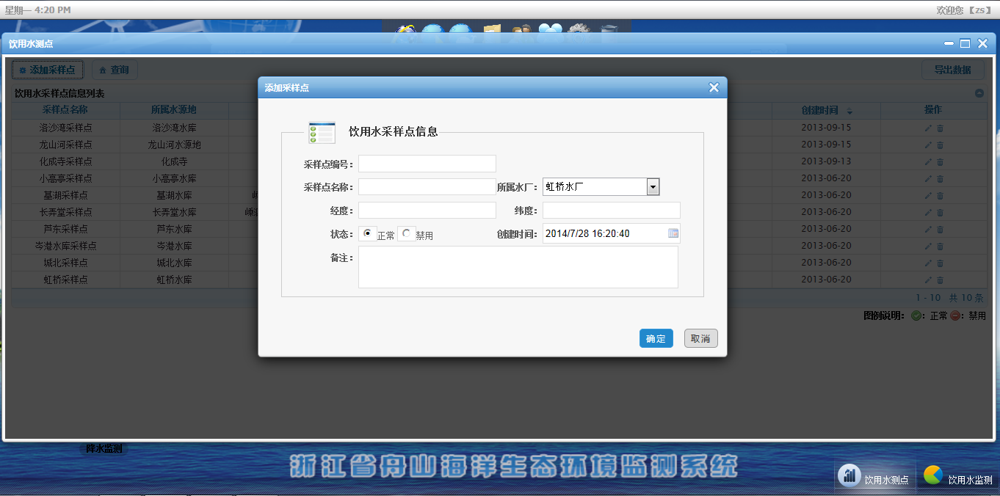 星期一 4:20 PM
欢迎您 【zs】
饮用水测点
添加采样点 查询 导出数据
饮用水采样点信息列表
采样点名称 所属水源地 创建时间 操作
洛沙湾采样点 洛沙湾水库 2013-09-15
龙山河采样点 龙山河水源地 2013-09-15
化成寺采样点 化成寺 2013-09-13
小高亭采样点 小高亭水库 2013-06-20
基湖采样点 基湖水库 2013-06-20
长弄堂采样点 长弄堂水库 2013-06-20
芦东采样点 芦东水库 2013-06-20
岑港水库采样点 岑港水库 2013-06-20
城北采样点 城北水库 2013-06-20
虹桥采样点 虹桥水库 2013-06-20
1 - 10 共 10 条
图例说明： ：正常 ：禁用
添加采样点
饮用水采样点信息
采样点编号：
采样点名称： 所属水厂： 虹桥水厂
经度： 纬度：
状态： 正常 禁用 创建时间： 2014/7/28 16:20:40
备注：
确定 取消
降水监测
浙江省舟山海洋生态环境监测系统
饮用水测点 饮用水监测